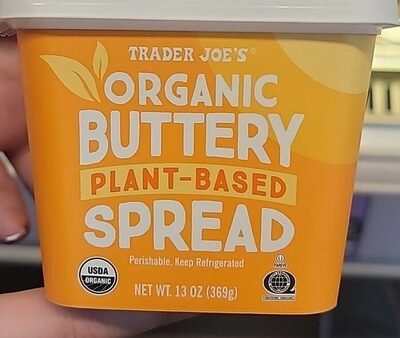 TRADER JOE'S®
ORGANIC
BUTTERY
PLANT-BASED
SPREAD
Perishable, Keep Refrigerated
USDA
ORGANIC
NET WT. 13 OZ (369g)